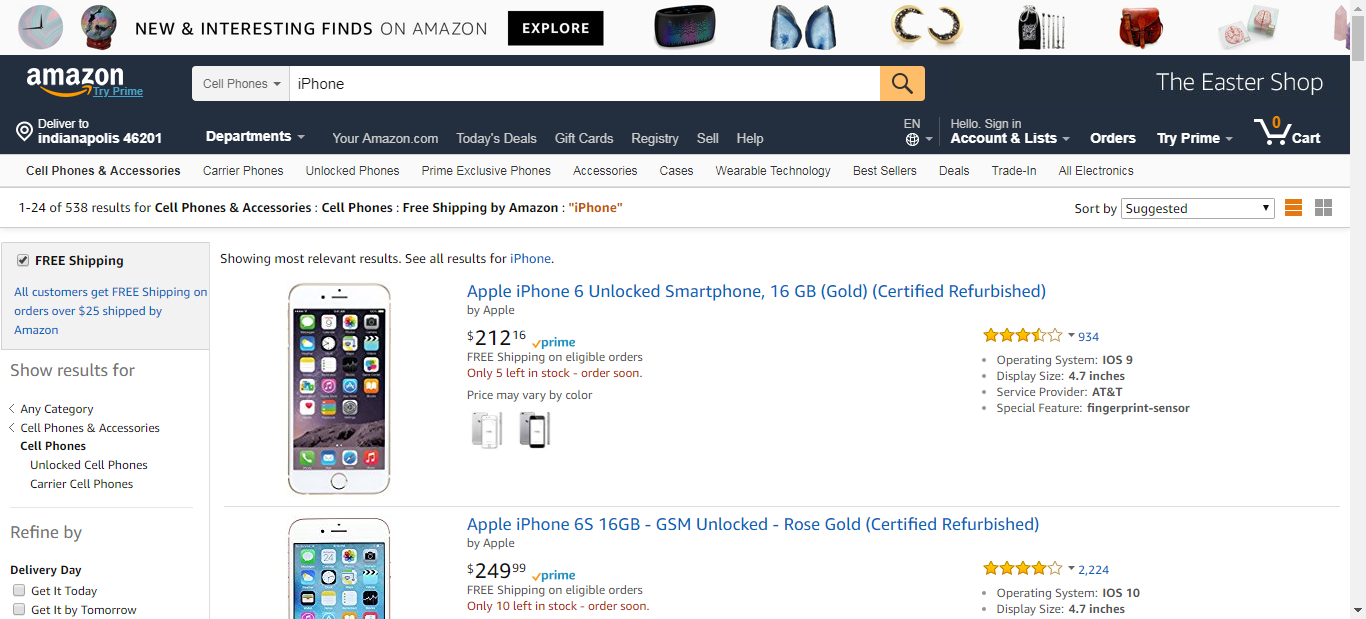 NEW & INTERESTING FINDS ON AMAZON EXPLORE
amazon
Try Prime
Cell Phones iPhone
The Easter Shop
Deliver to
indianapolis 46201
Departments Your Amazon.com Today's Deals Gift Cards Registry Sell Help
EN
Hello. Sign in
Account & Lists Orders Try Prime 0 Cart
Cell Phones & Accessories Carrier Phones Unlocked Phones Prime Exclusive Phones Accessories Cases Wearable Technology Best Sellers Deals Trade-In All Electronics
1-24 of 538 results for Cell Phones & Accessories : Cell Phones : Free Shipping by Amazon : "iPhone"
Sort by Suggested
FREE Shipping
All customers get FREE Shipping on
orders over $25 shipped by
Amazon
Show results for
Any Category
Cell Phones & Accessories
Cell Phones
Unlocked Cell Phones
Carrier Cell Phones
Refine by
Delivery Day
Get It Today
Get It by Tomorrow
Showing most relevant results. See all results for iPhone.
Apple iPhone 6 Unlocked Smartphone, 16 GB (Gold) (Certified Refurbished)
by Apple
$212 16 prime
FREE Shipping on eligible orders
Only 5 left in stock - order soon.
Price may vary by color
934
Operating System: IOS 9
Display Size: 4.7 inches
Service Provider: AT&T
Special Feature: fingerprint-sensor
Apple iPhone 6S 16GB - GSM Unlocked - Rose Gold (Certified Refurbished)
by Apple
$249 99 prime
FREE Shipping on eligible orders
Only 10 left in stock - order soon.
2,224
Operating System: IOS 10
Display Size: 4.7 inches